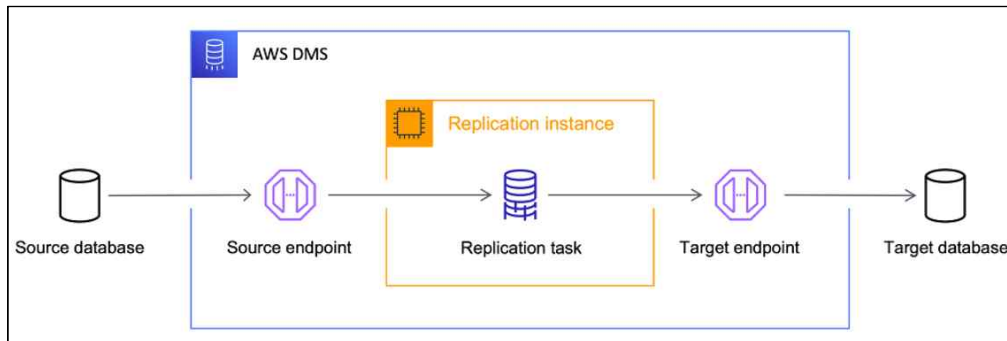 AWS DMS
Replication instance
Source database
Source endpoint
Replication task
Target endpoint
Target database